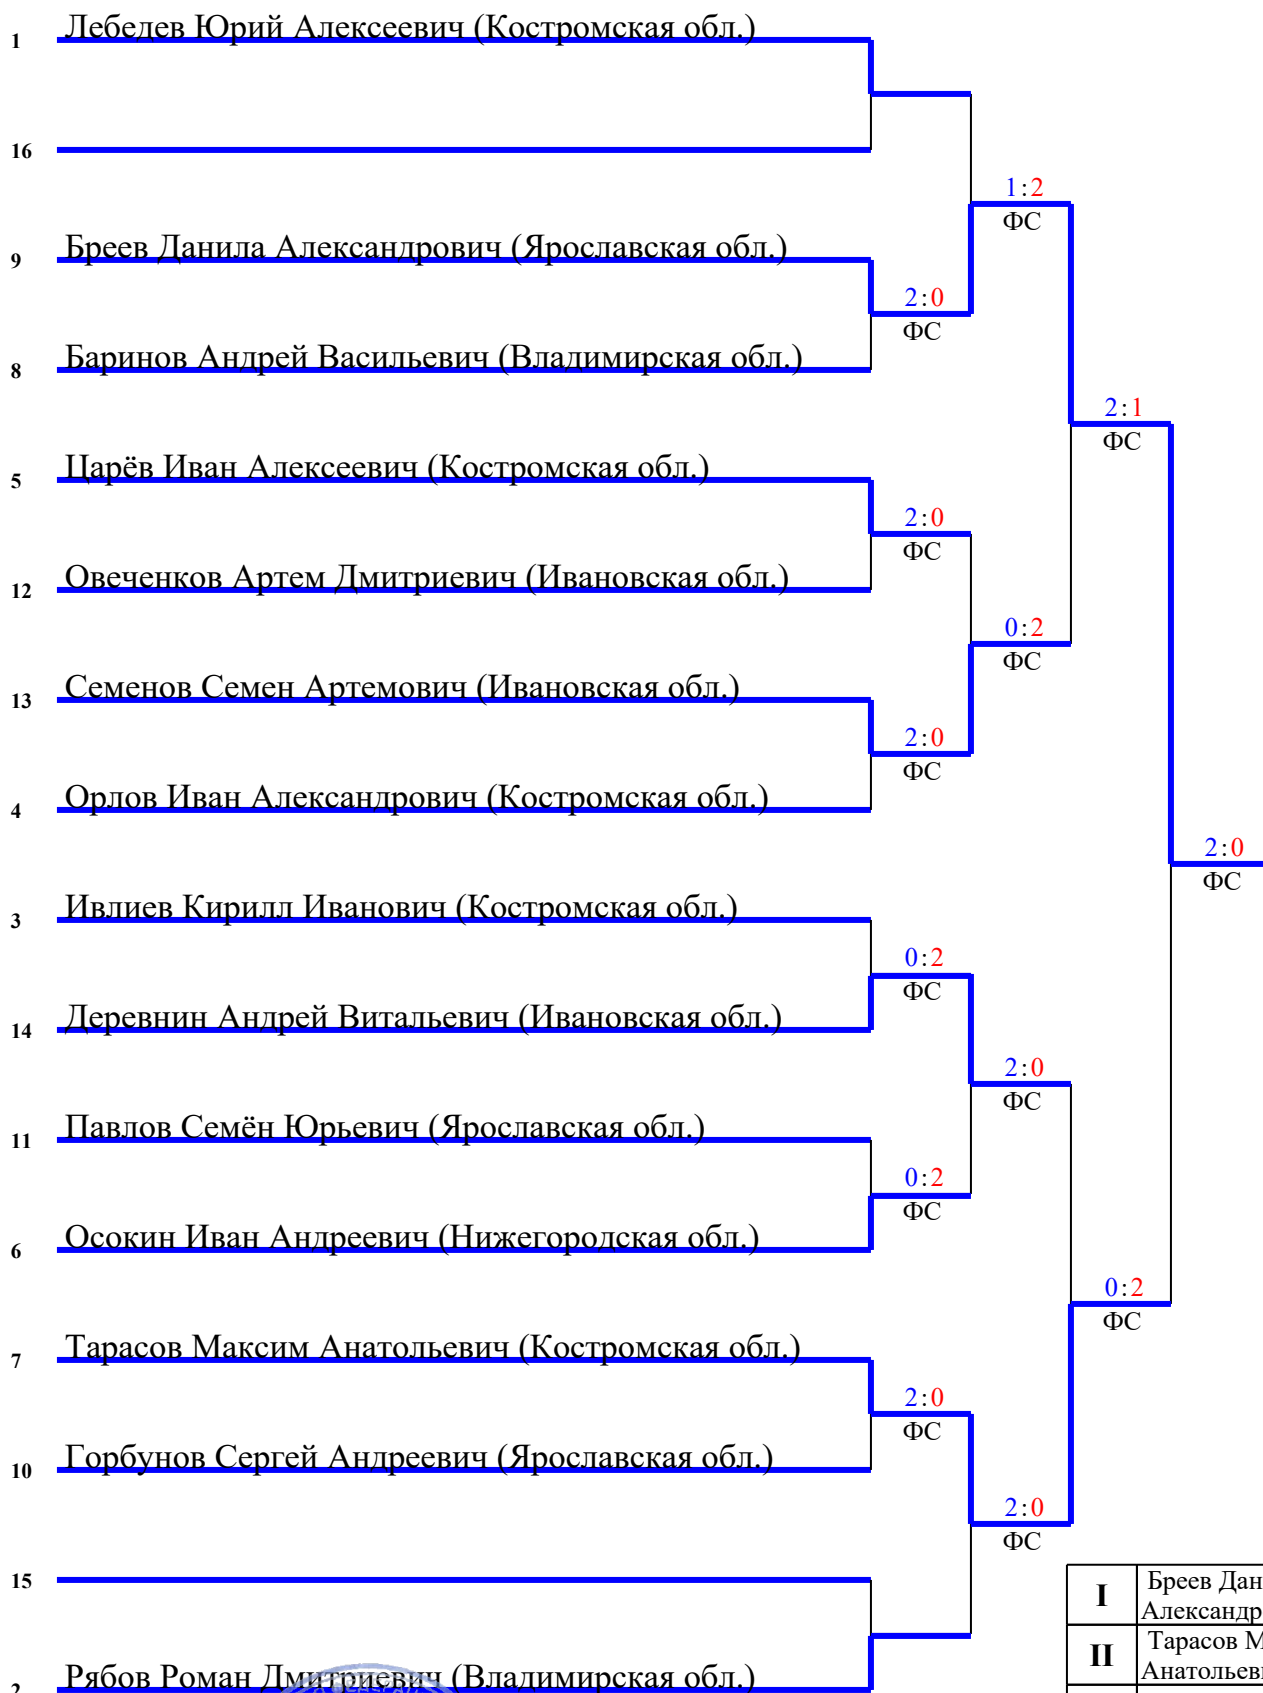 1 Лебедев Юрий Алексеевич (Костромская обл.)
16
1:2
ФС
9 Бреев Данила Александрович (Ярославская обл.)
2:0
ФС
8 Баринов Андрей Васильевич (Владимирская обл.)
2:1
ФС
5 Царёв Иван Алексеевич (Костромская обл.)
2:0
ФС
12 Овеченков Артем Дмитриевич (Ивановская обл.)
0:2
ФС
13 Семенов Семен Артемович (Ивановская обл.)
2:0
ФС
4 Орлов Иван Александрович (Костромская обл.)
2:0
ФС
3 Ивлиев Кирилл Иванович (Костромская обл.)
0:2
ФС
14 Деревнин Андрей Витальевич (Ивановская обл.)
2:0
ФС
11 Павлов Семён Юрьевич (Ярославская обл.)
0:2
ФС
6 Осокин Иван Андреевич (Нижегородская обл.)
0:2
ФС
7 Тарасов Максим Анатольевич (Костромская обл.)
2:0
ФС
10 Горбунов Сергей Андреевич (Ярославская обл.)
2:0
ФС
15
I Бреев Дан
Александр
II Тарасов М
Анатольев
2 Рябов Роман Дмитриевич (Владимирская обл.)